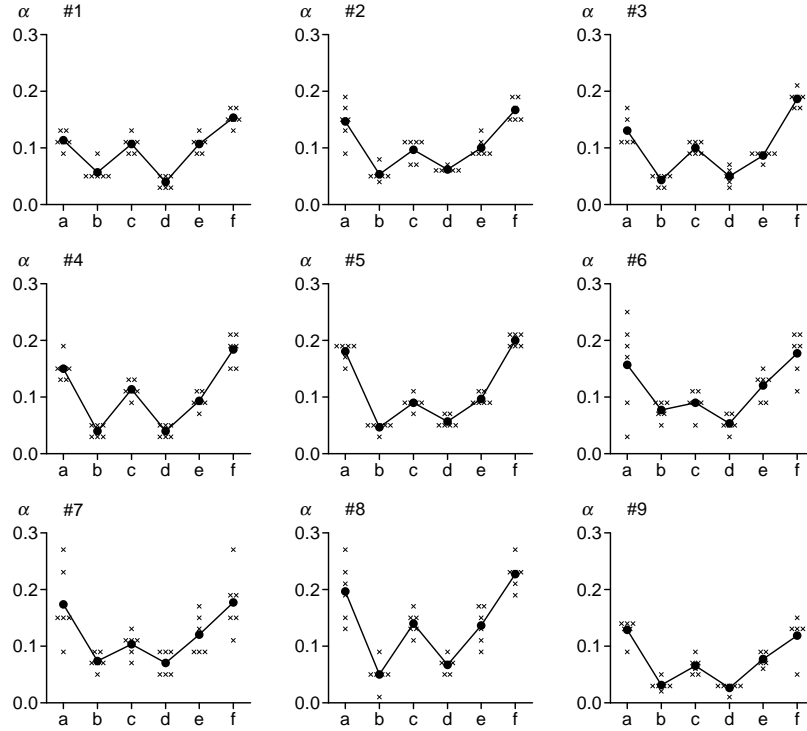 α #1 α #2 α #3
0.3 0.3 0.3
0.2 0.2 0.2
0.1 0.1 0.1
0.0 0.0 0.0
a b c d e f a b c d e f a b c d e f
α #4 α #5 α #6
0.3 0.3 0.3
0.2 0.2 0.2
0.1 0.1 0.1
0.0 0.0 0.0
a b c d e f a b c d e f a b c d e f
α #7 α #8 α #9
0.3 0.3 0.3
0.2 0.2 0.2
0.1 0.1 0.1
0.0 0.0 0.0
a b c d e f a b c d e f a b c d e f